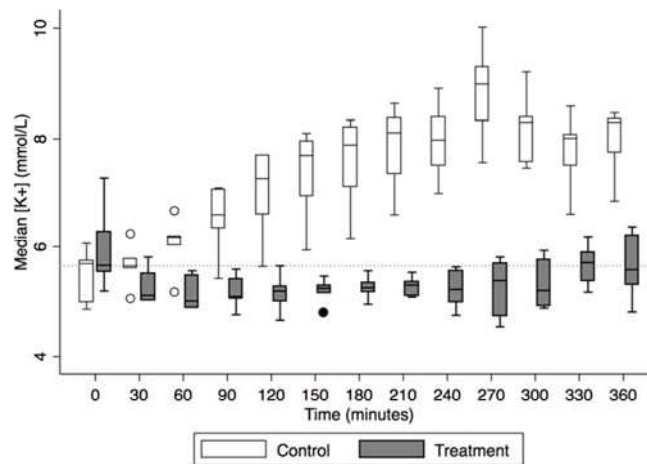 Median [K+] (mmol/L)
10
8
6
4
0 30 60 90 120 150 180 210 240 270 300 330 360
Time (minutes)
Control Treatment